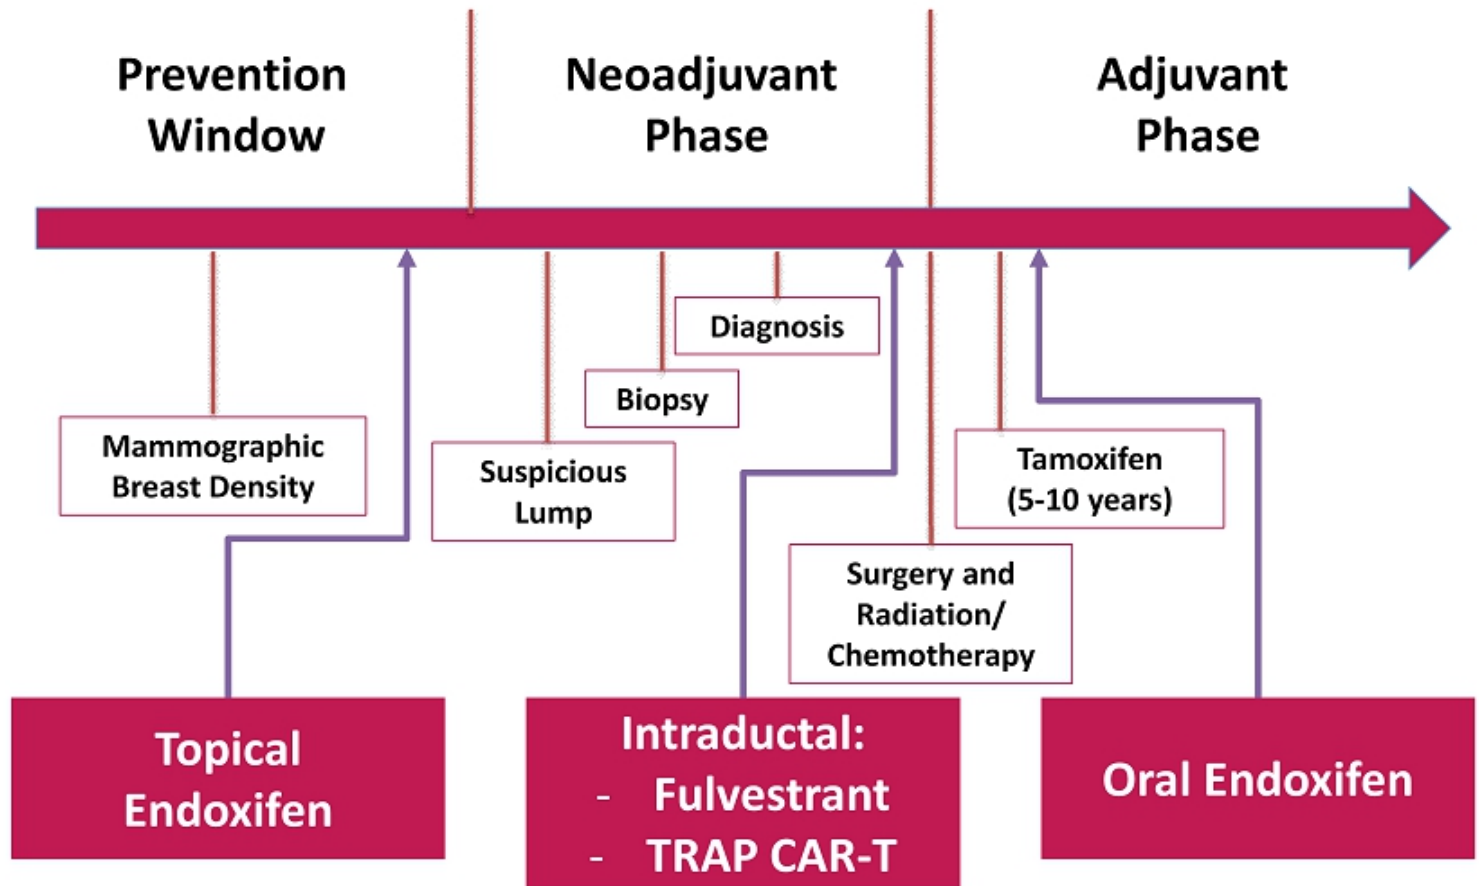 Prevention
Window
Neoadjuvant
Phase
Adjuvant
Phase
Diagnosis
Biopsy
Mammographic
Breast Density
Suspicious
Lump
Tamoxifen
(5-10 years)
Surgery and
Radiation/
Chemotherapy
Topical
Endoxifen
Intraductal:
- Fulvestrant
- TRAP CAR-T
Oral Endoxifen